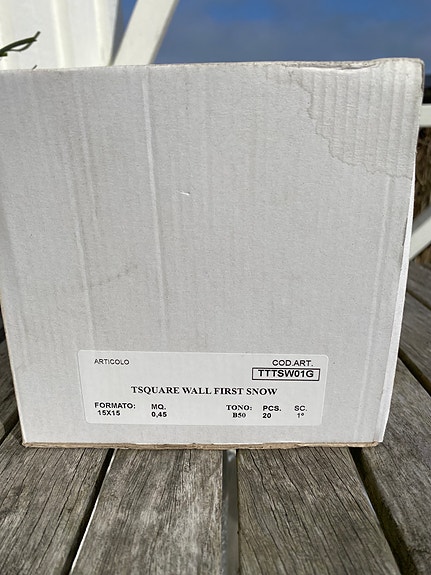 ARTICOLO COD.ART.
TTTSW01G
TSQUARE WALL FIRST SNOW
FORMATO: MQ. TONO: PCS. SC.
15X15 0,45 B50 20 1°